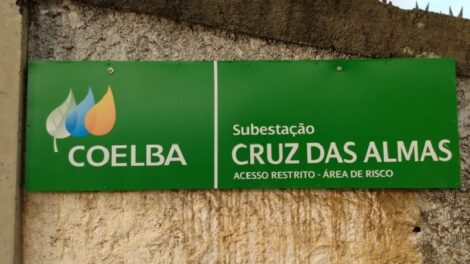 COELBA
Subestação
CRUZ DAS ALMAS
ACESSO RESTRITO - ÁREA DE RISCO